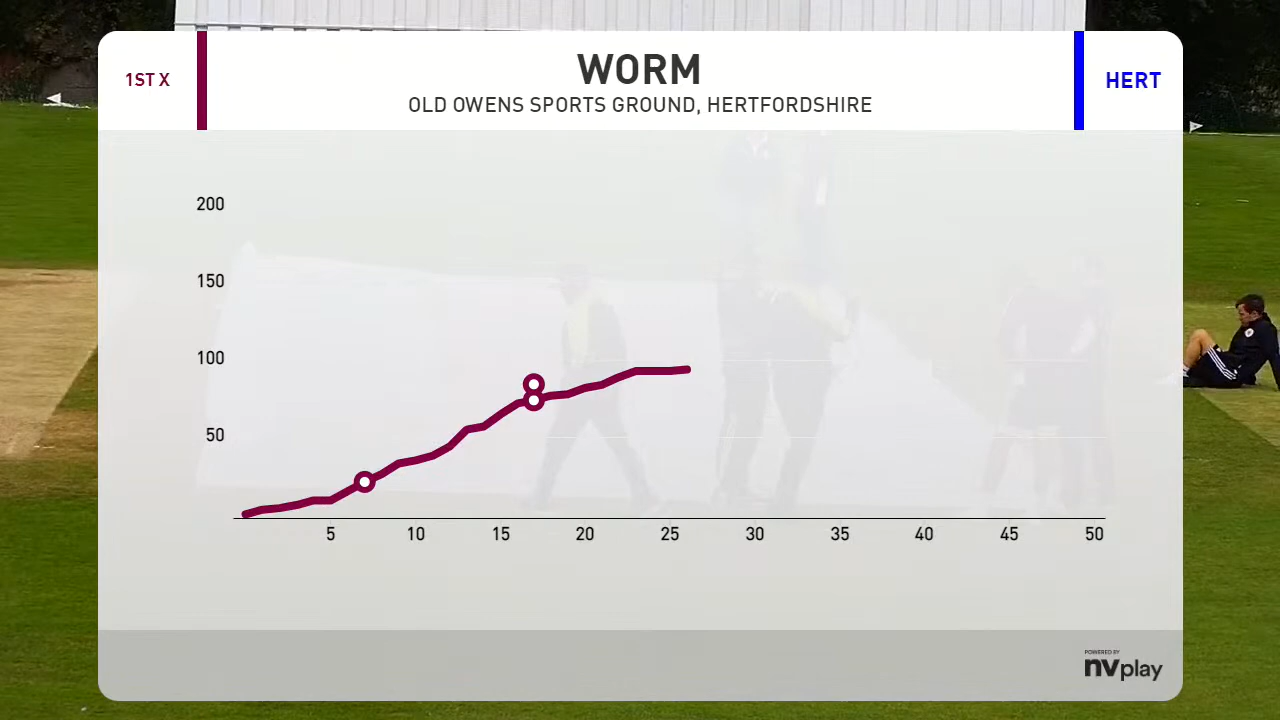 1ST X
WORM
OLD OWENS SPORTS GROUND, HERTFORDSHIRE
HERT
200
150
100
50
5 10 15 20 25 30 35 40 45 50
POWERED BY
nvplay